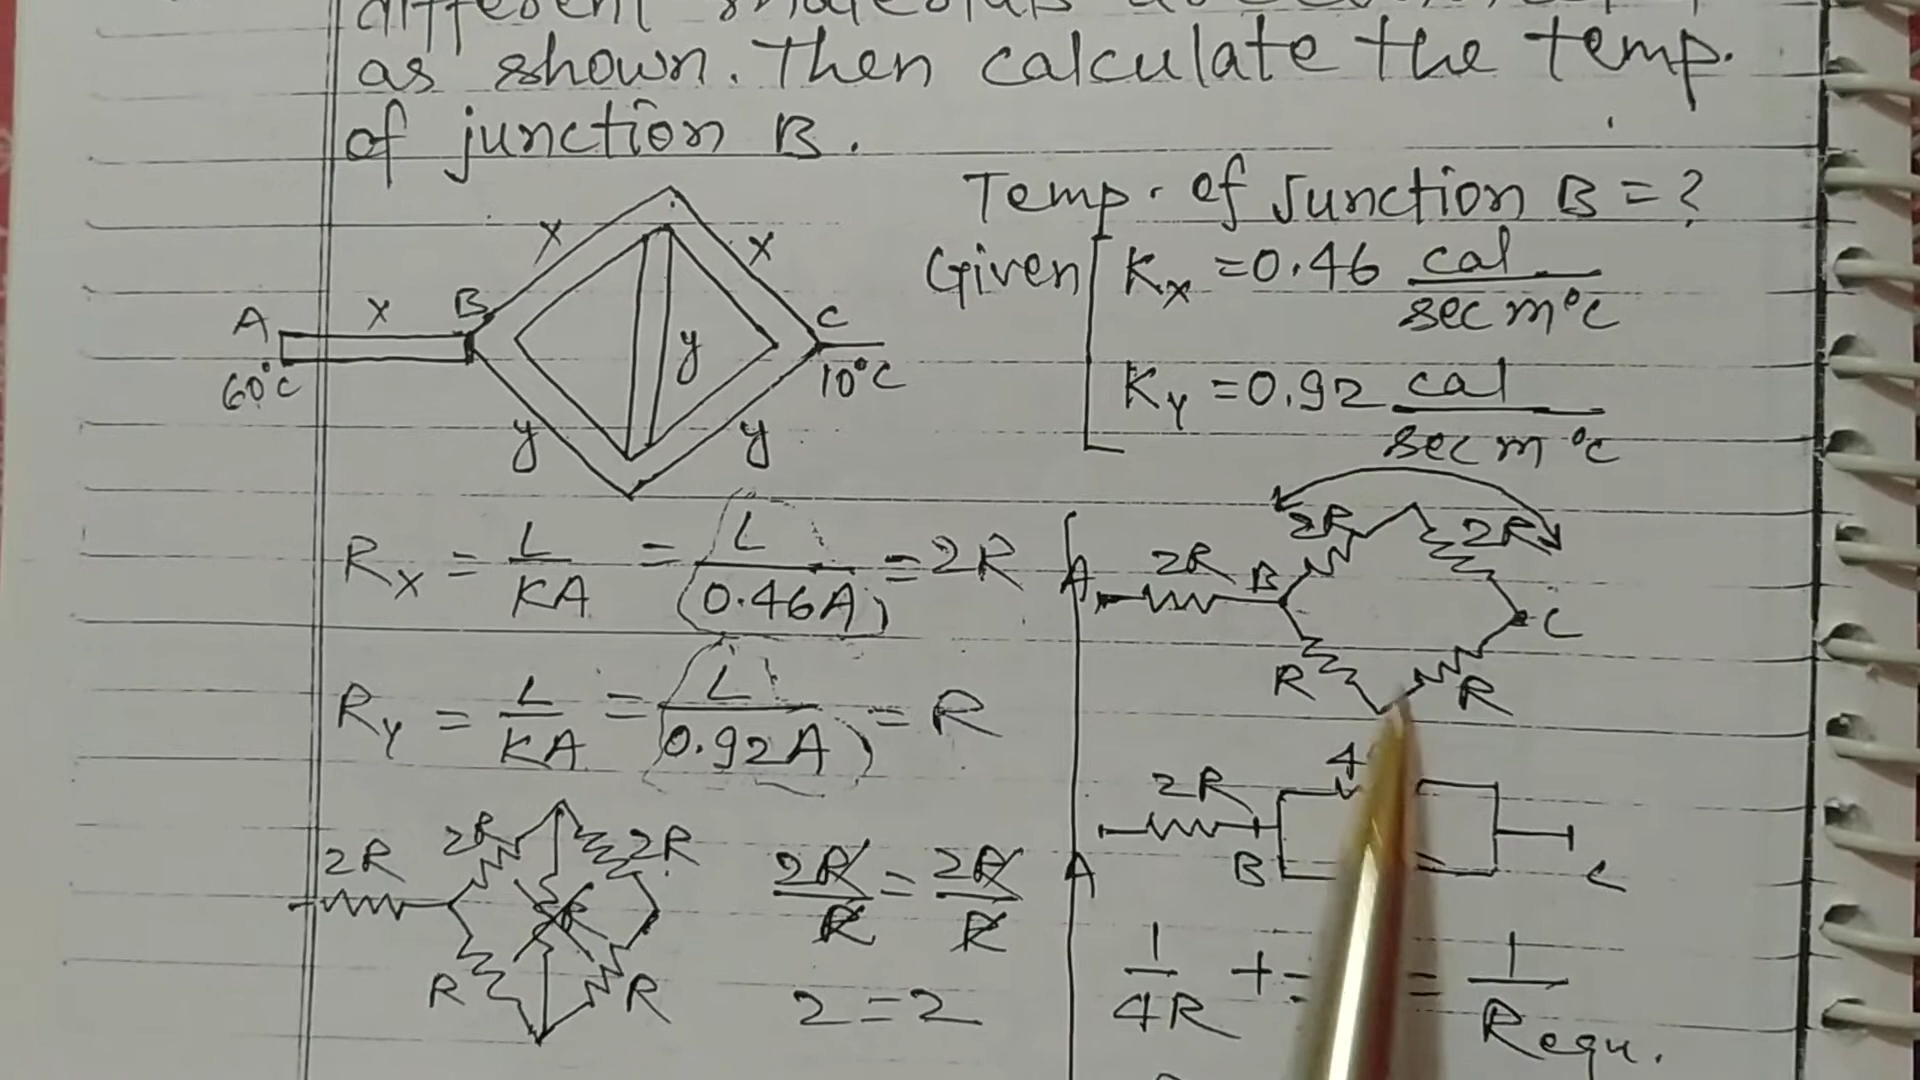 as shown. Then calculate the temp.
of junction B.
Temp. of Junction B = ?
Given
Kx = 0.46 cal / sec m°C
Ky = 0.92 cal / sec m °C
A
60°C
x
B
x
x
C
10°C
y
y
y
Rx = L / KA = L / (0.46A) = 2R
Ry = L / KA = L / (0.92A) = R
2R
2R
2R
R
R
2R / R = 2R / R
2 = 2
A
2R
B
2R
2R
C
R
R
2R
A
B
C
1 / 4R +
= 1 / Requ.